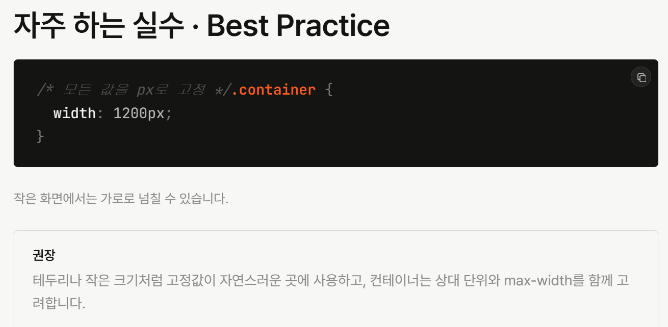 자주 하는 실수 · Best Practice
/* 모든 값을 px로 고정 */.container {
  width: 1200px;
}
작은 화면에서는 가로로 넘칠 수 있습니다.
권장
테두리나 작은 크기처럼 고정값이 자연스러운 곳에 사용하고, 컨테이너는 상대 단위와 max-width를 함께 고
려합니다.